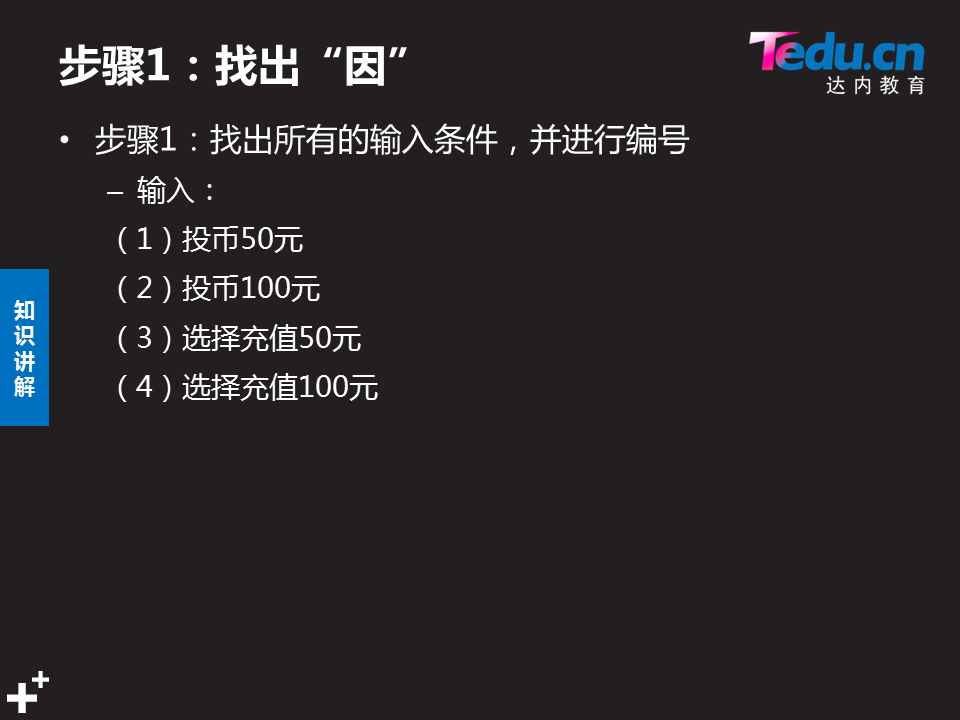 步骤1：找出“因”
Tedu.cn
达内教育
• 步骤1：找出所有的输入条件，并进行编号
– 输入：
（1）投币50元
（2）投币100元
（3）选择充值50元
（4）选择充值100元
知识讲解